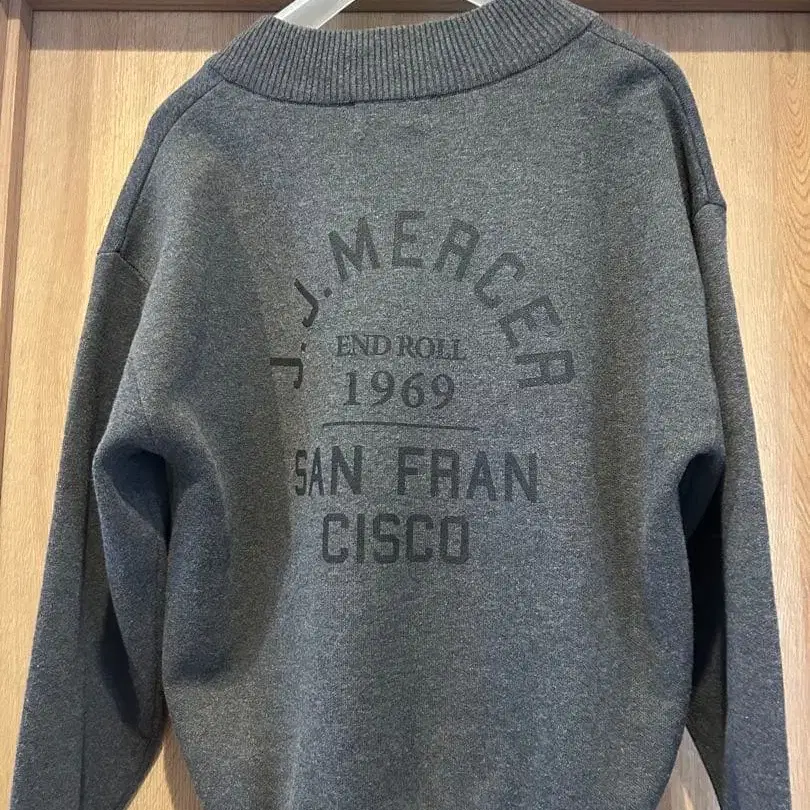 J.J.MERCER
END ROLL
1969
SAN FRAN
CISCO